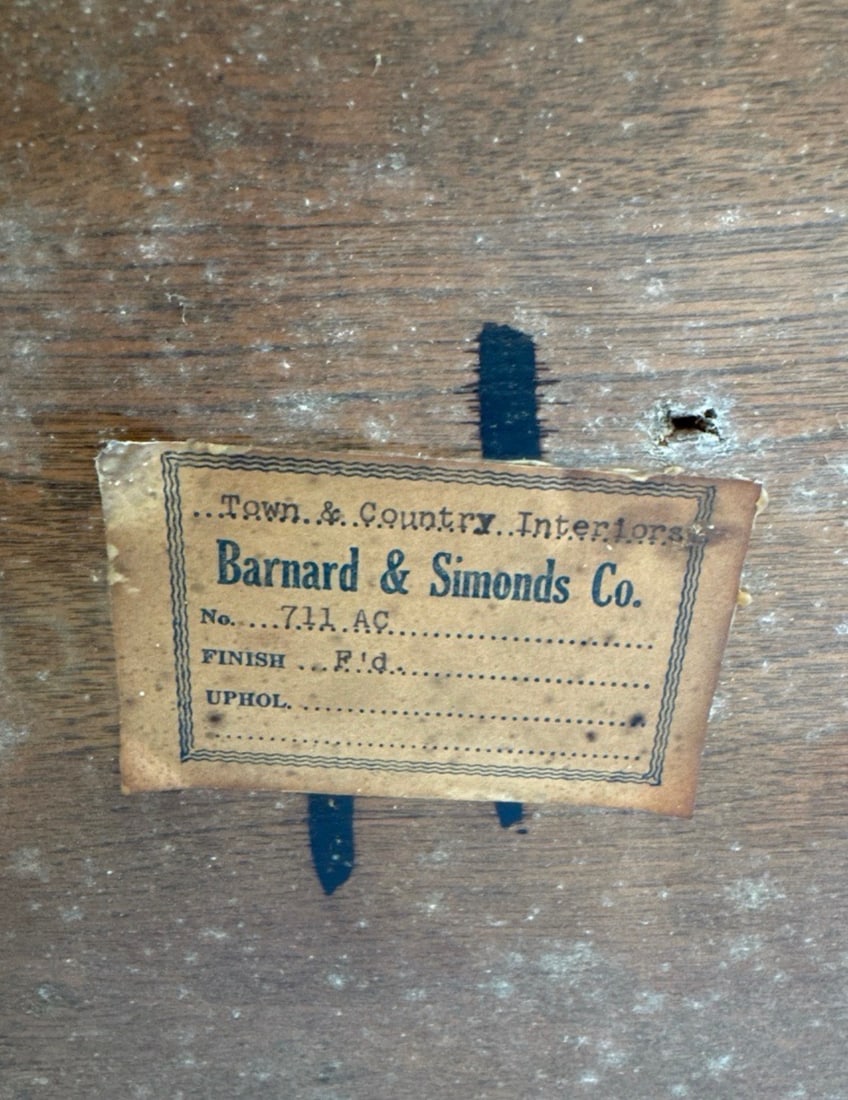 Town & Country Interiors
Barnard & Simonds Co.
No. 711 AC
FINISH F'd.
UPHOL.